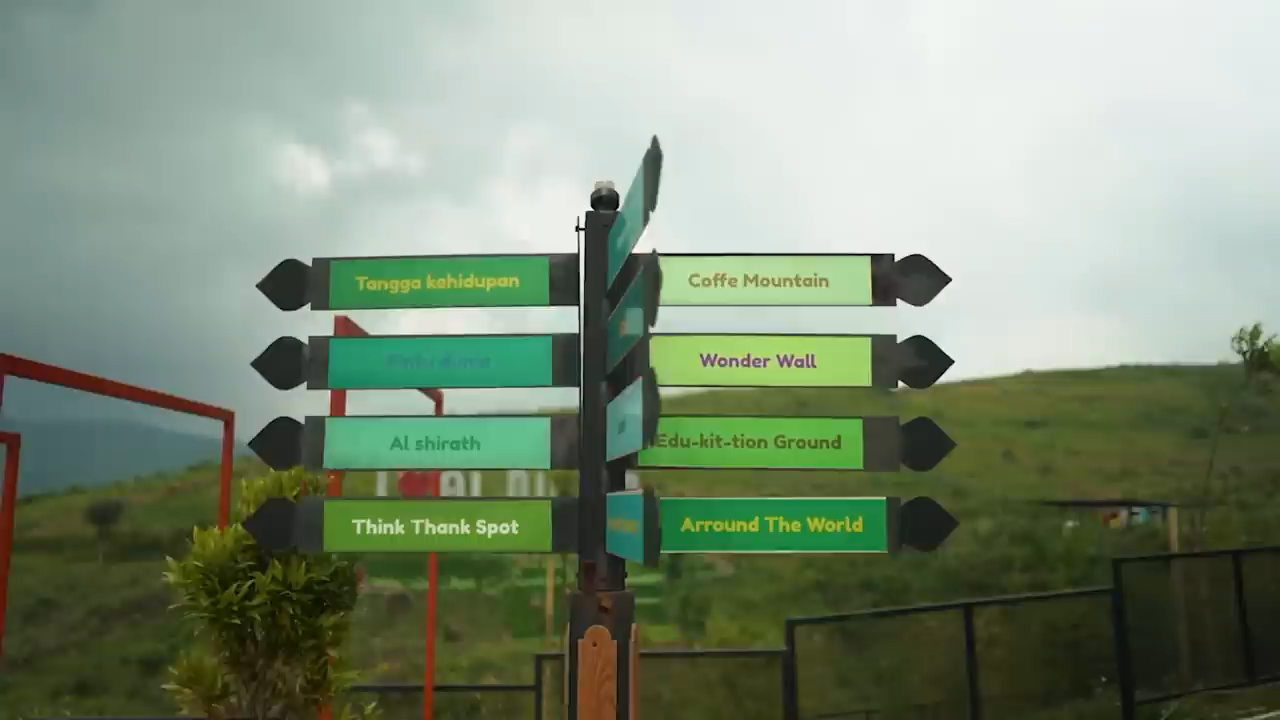 Tangga kehidupan
Coffe Mountain
Wonder Wall
Al shirath
Edu-kit-tion Ground
Think Thank Spot
Arround The World